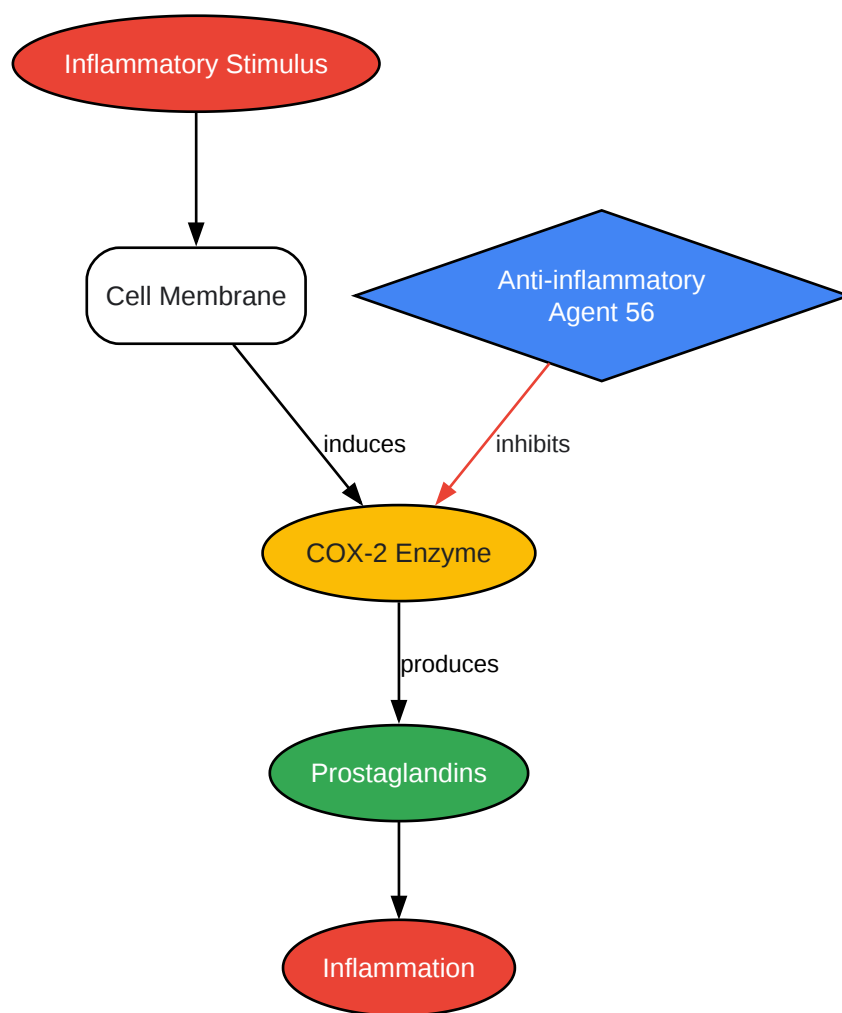 Inflammatory Stimulus
Cell Membrane
Anti-inflammatory
Agent 56
induces
inhibits
COX-2 Enzyme
produces
Prostaglandins
Inflammation